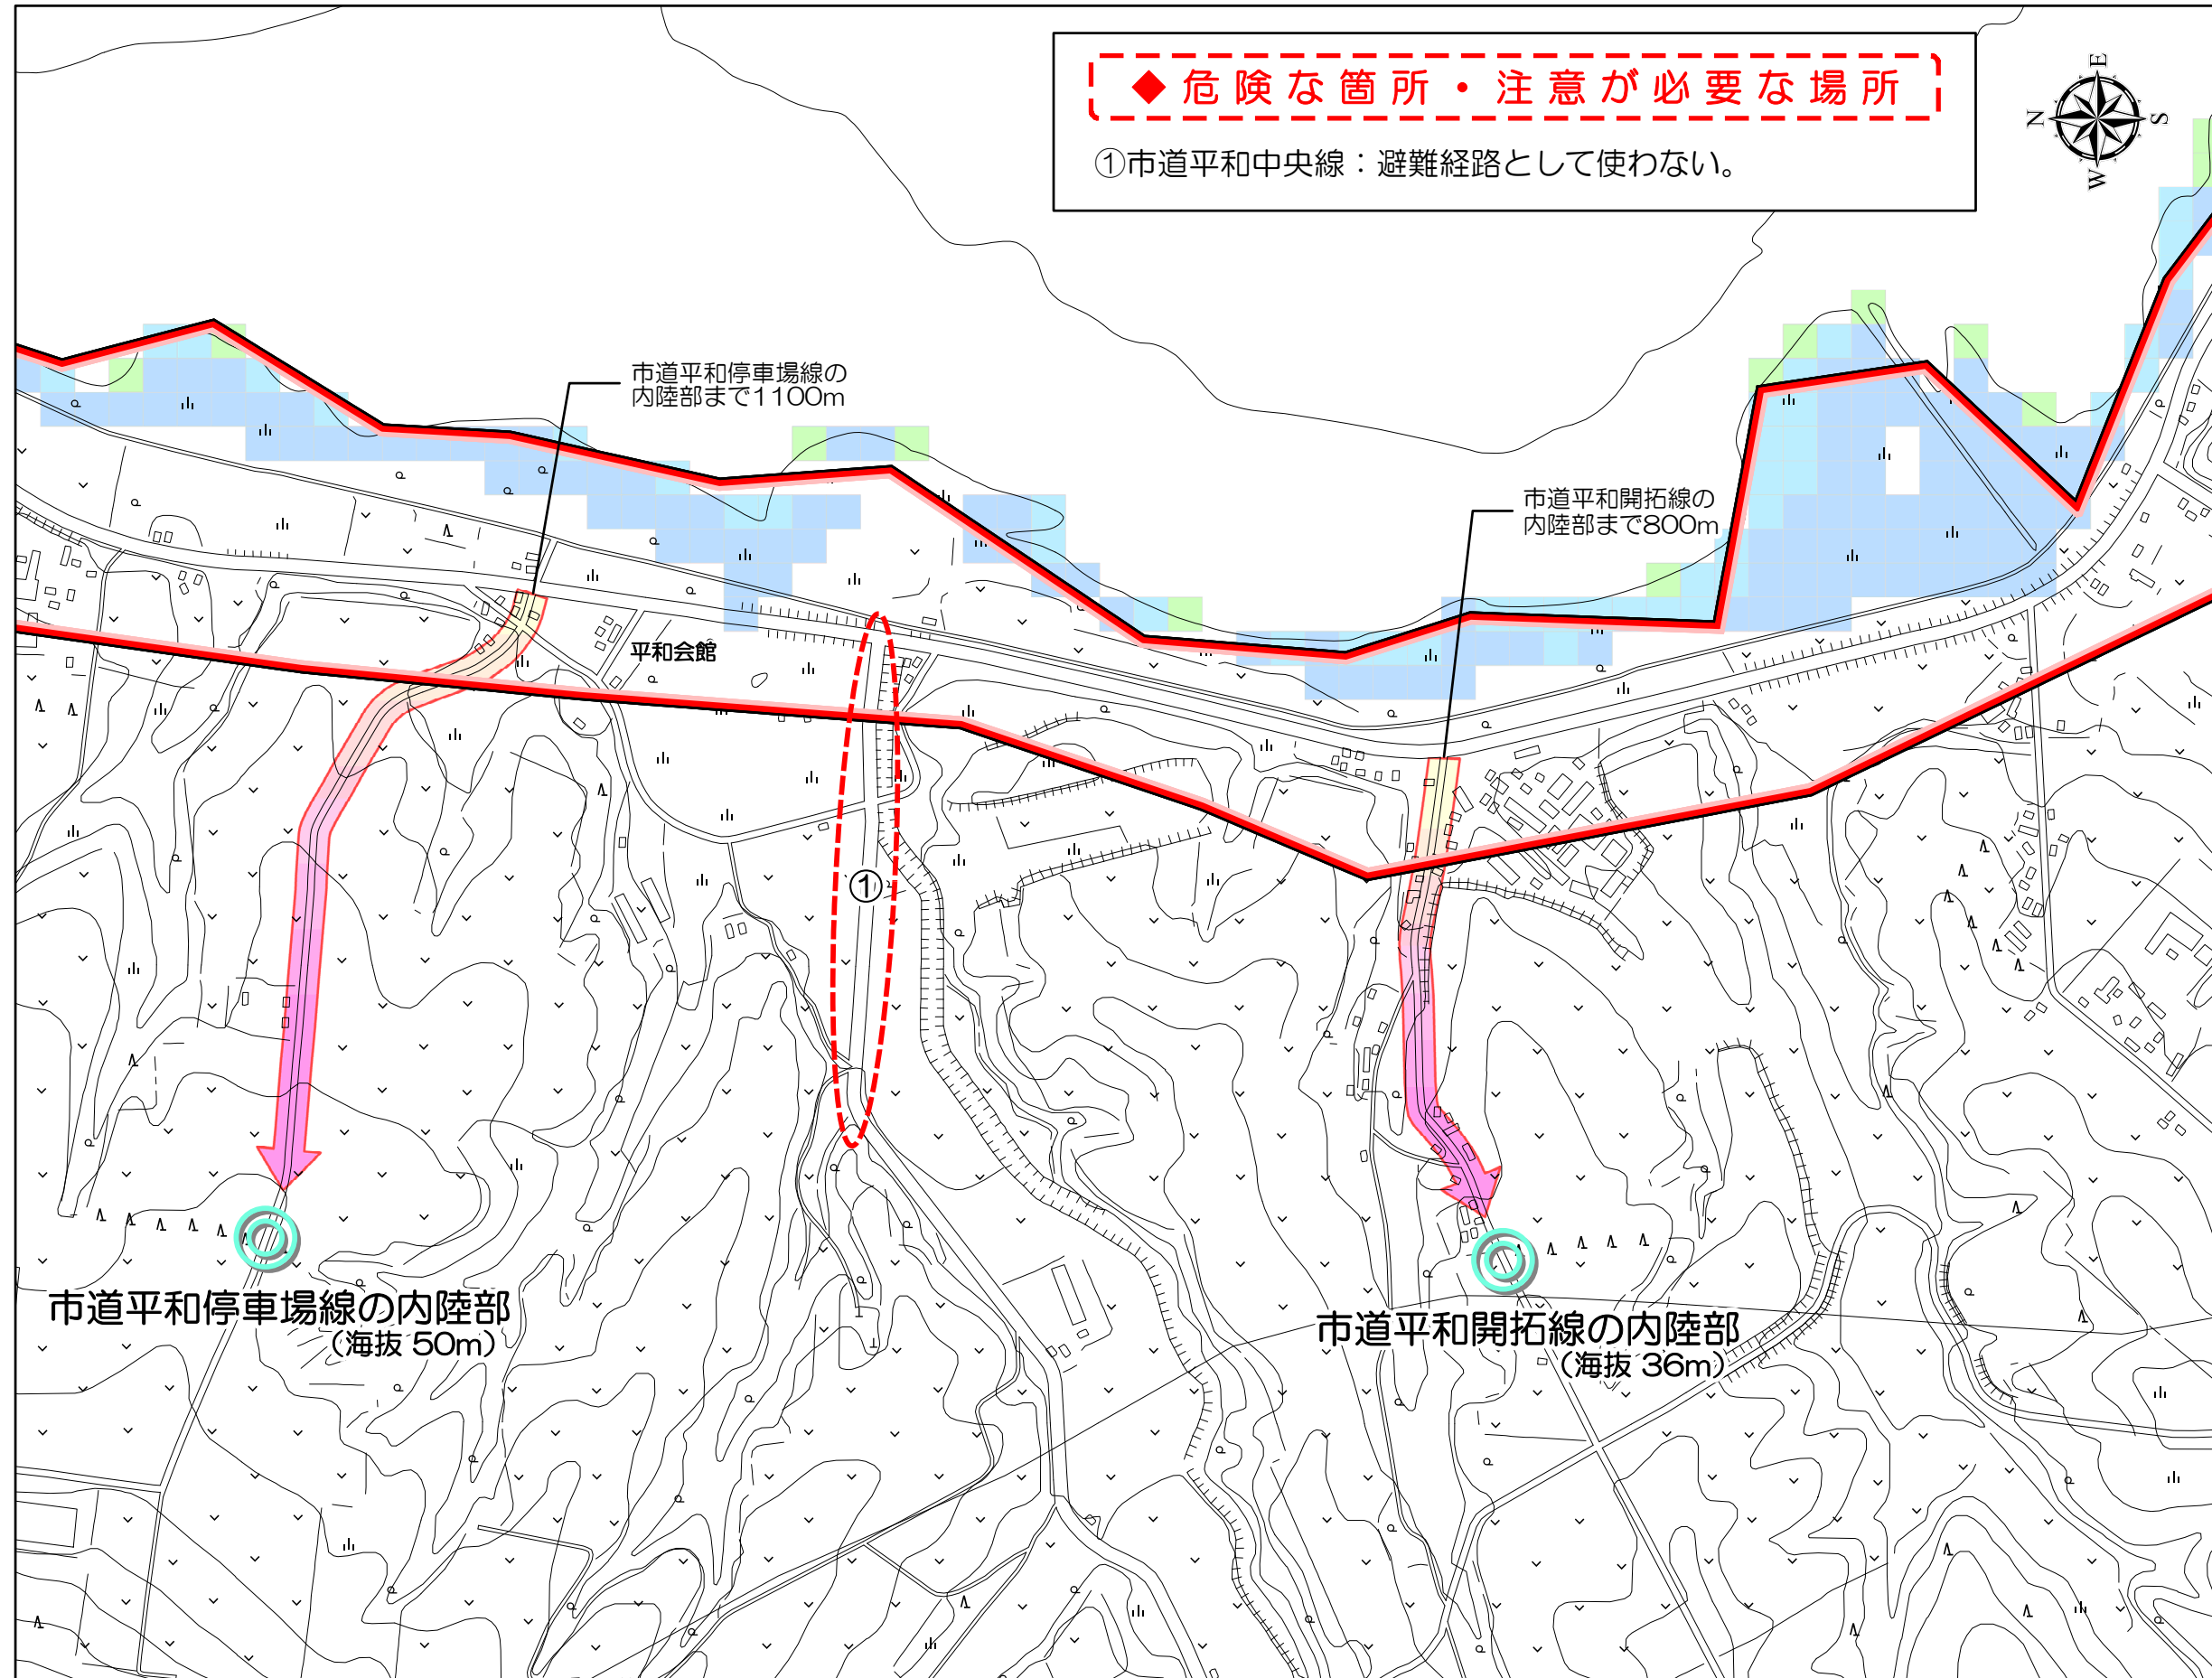 ◆危険な箇所・注意が必要な場所
①市道平和中央線：避難経路として使わない。
E
N
S
W
市道平和停車場線の
内陸部まで1100m
市道平和開拓線の
内陸部まで800m
平和会館
①
市道平和停車場線の内陸部
（海抜 50m）
市道平和開拓線の内陸部
（海抜 36m）